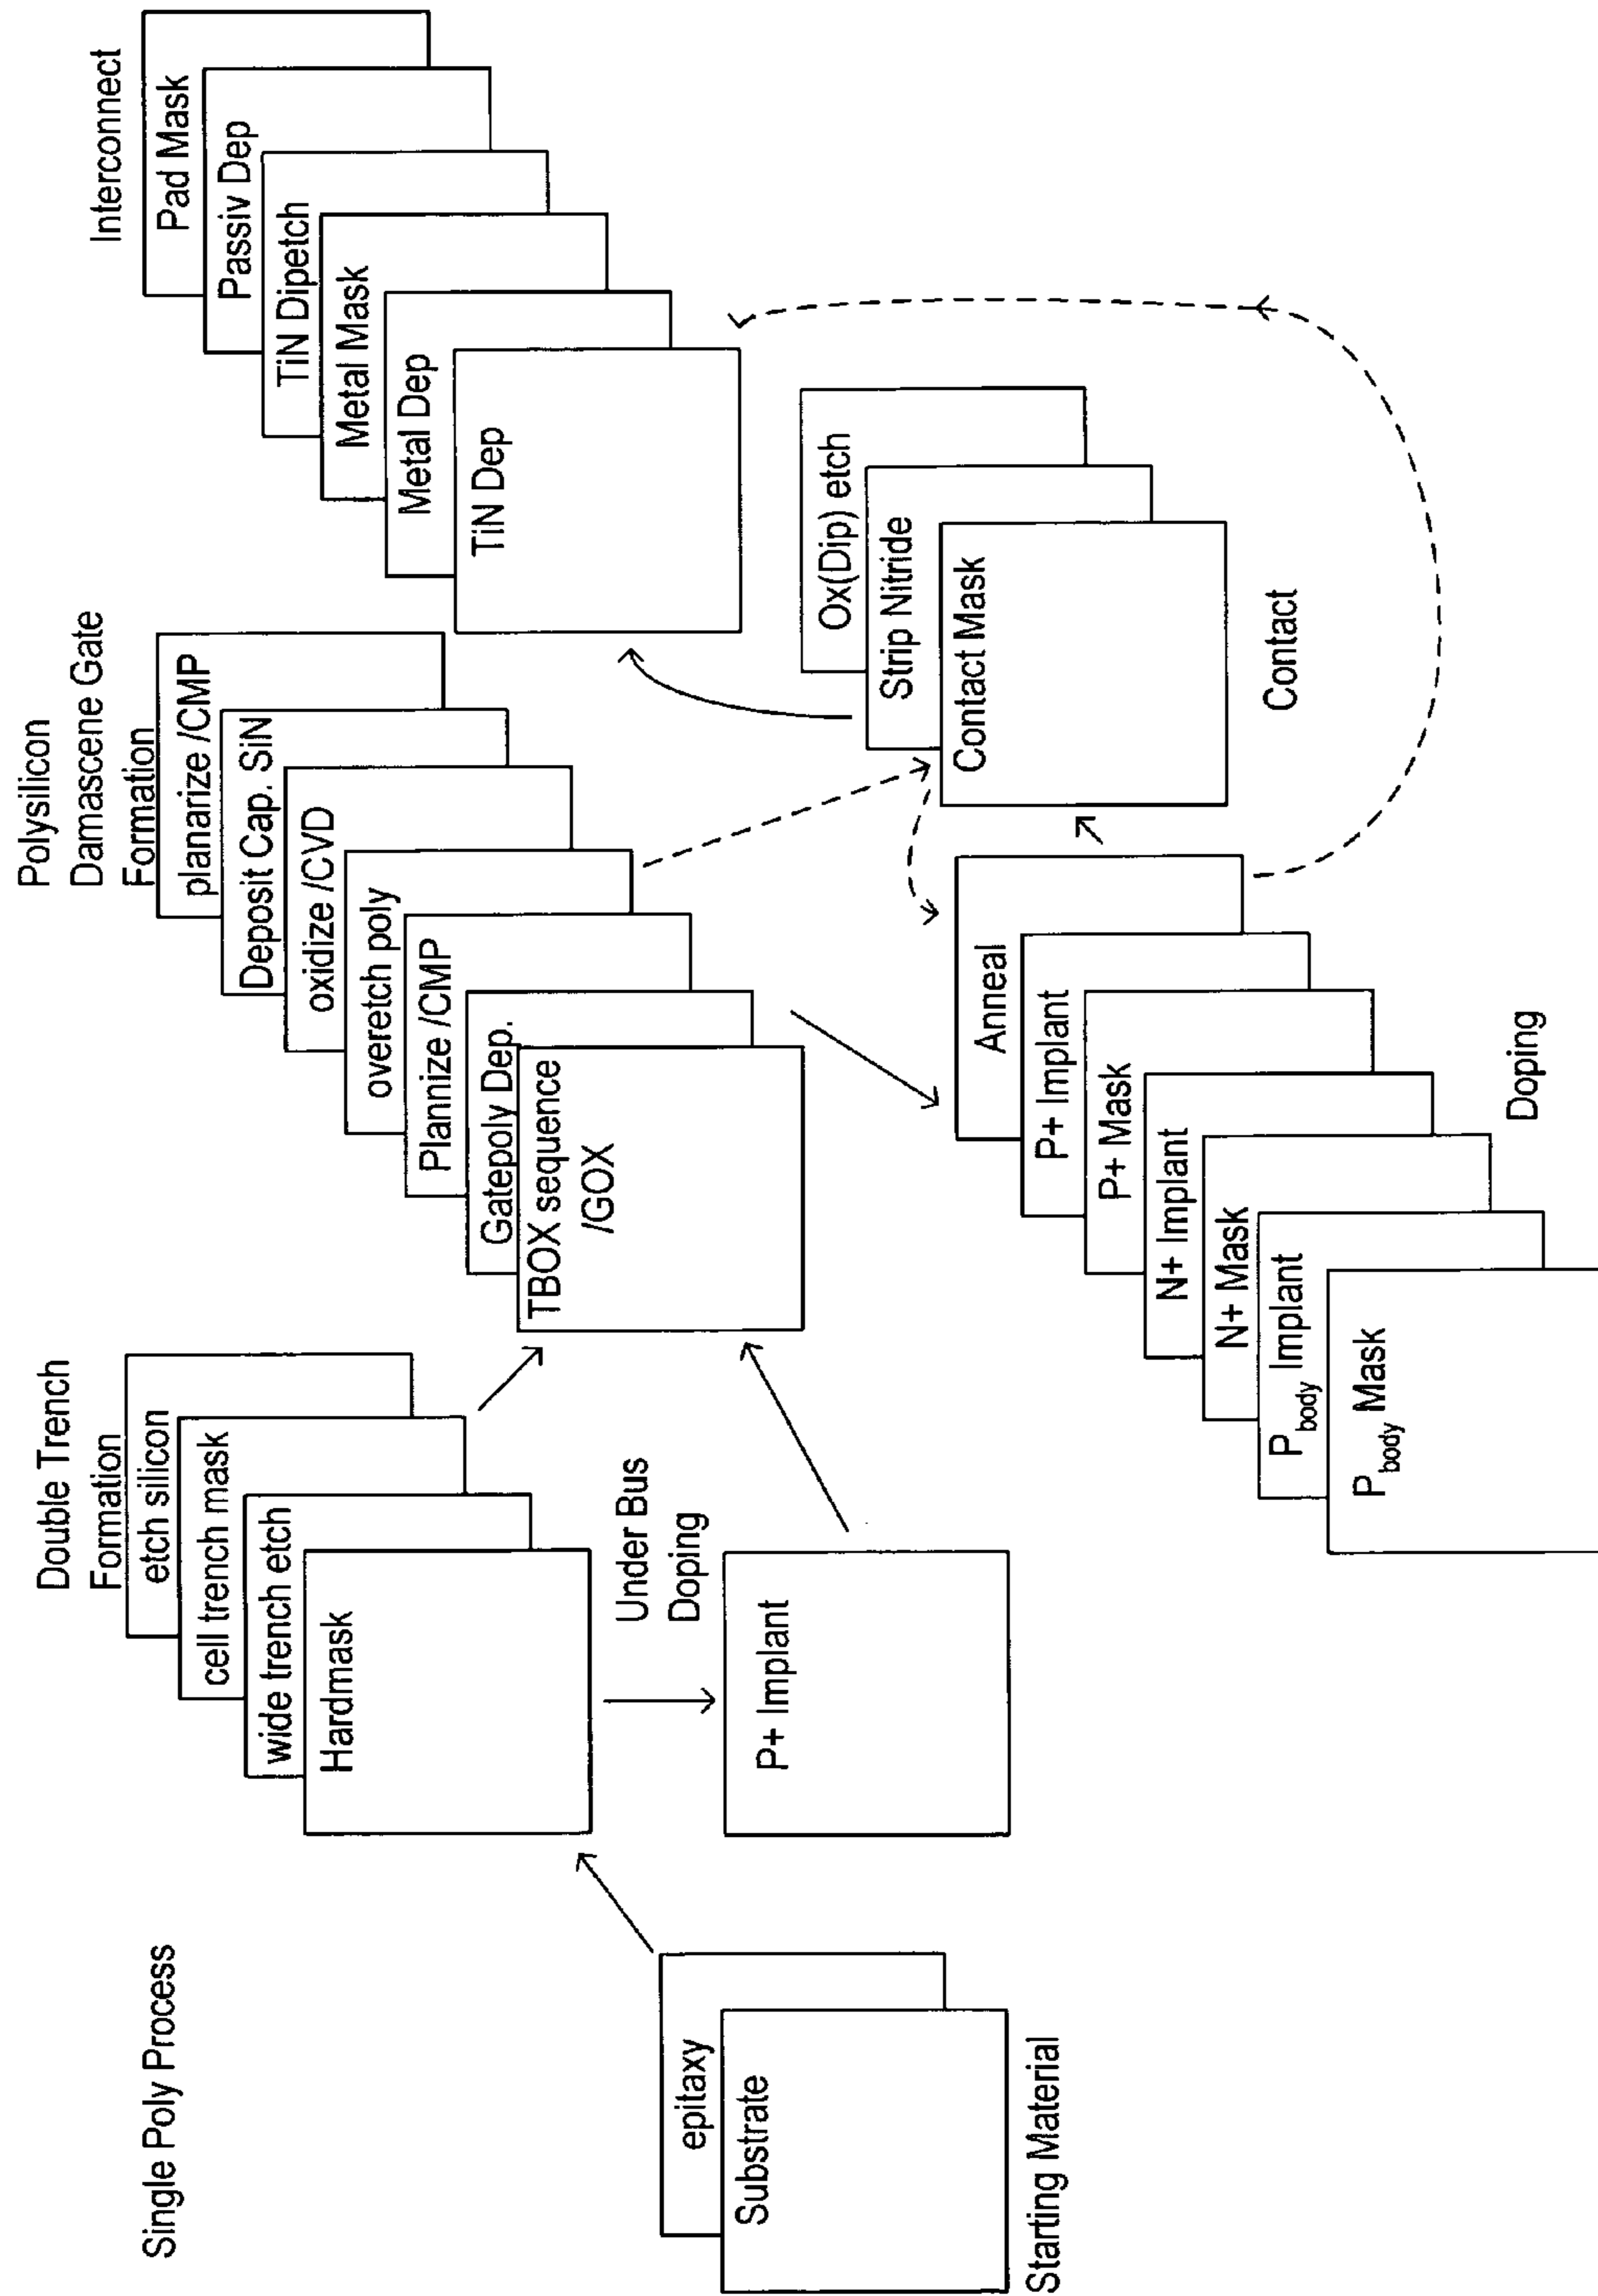 Single Poly Process
epitaxy
Substrate
Starting Material
Double Trench
Formation
etch silicon
cell trench mask
wide trench etch
Hardmask
Under Bus
Doping
P+ Implant
Polysilicon
Damascene Gate
Formation
planarize /CMP
Deposit Cap. SiN
oxidize /CVD
overetch poly
Plannize /CMP
Gatepoly Dep.
TBOX sequence
/GOX
Anneal
P+ Implant
P+ Mask
N+ Implant
N+ Mask
Pbody Implant
Pbody Mask
Doping
Ox(Dip) etch
Strip Nitride
Contact Mask
Contact
Interconnect
Pad Mask
Passiv Dep
TiN Dipetch
Metal Mask
Metal Dep
TiN Dep